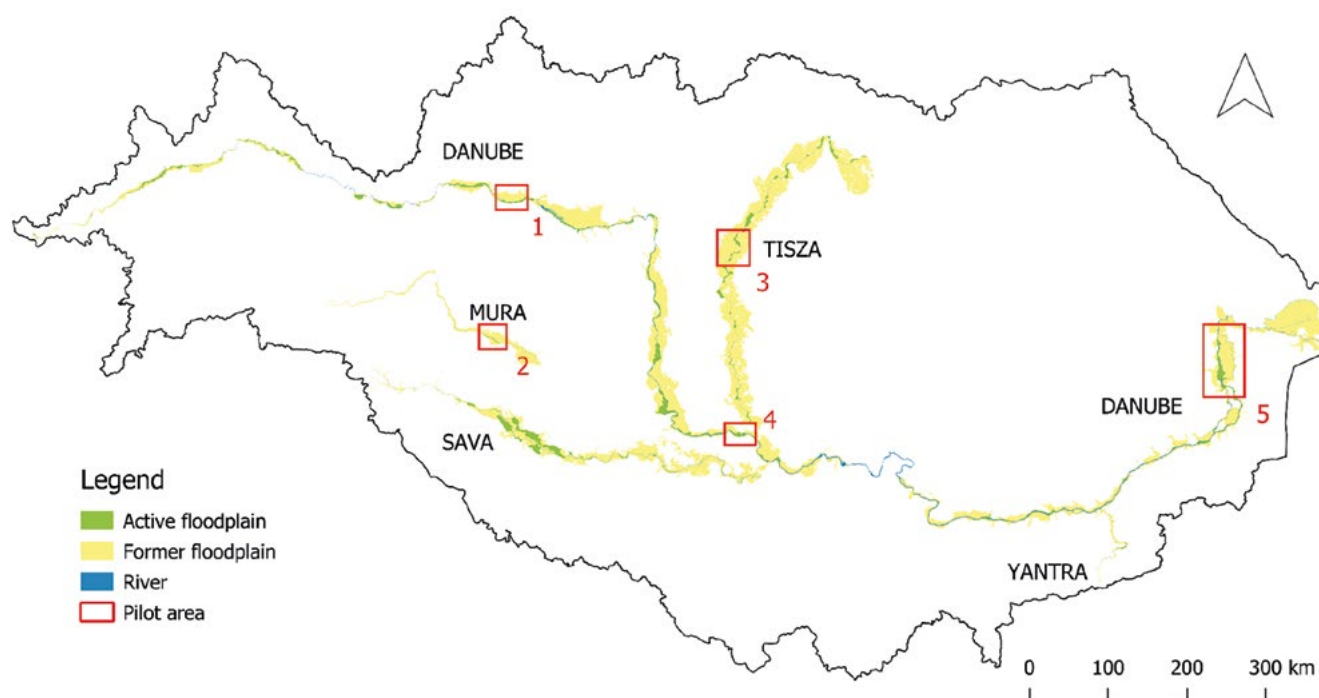 DANUBE
1
TISZA
3
MURA
2
DANUBE
5
4
SAVA
YANTRA
Legend
Active floodplain
Former floodplain
River
Pilot area
0 100 200 300 km